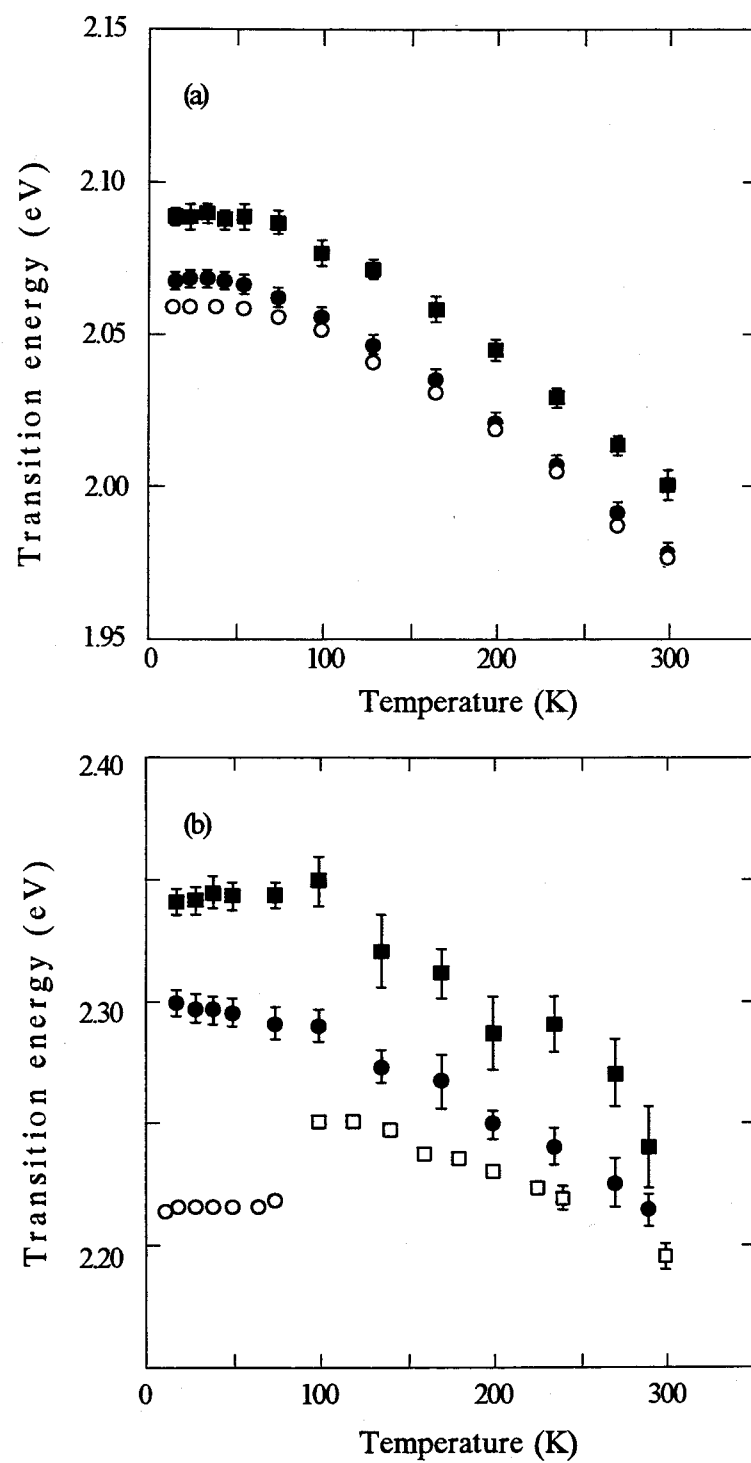 2.15
(a)
2.10
2.05
2.00
1.95
Transition energy (eV)
0 100 200 300
Temperature (K)
2.40
(b)
2.30
2.20
Transition energy (eV)
0 100 200 300
Temperature (K)